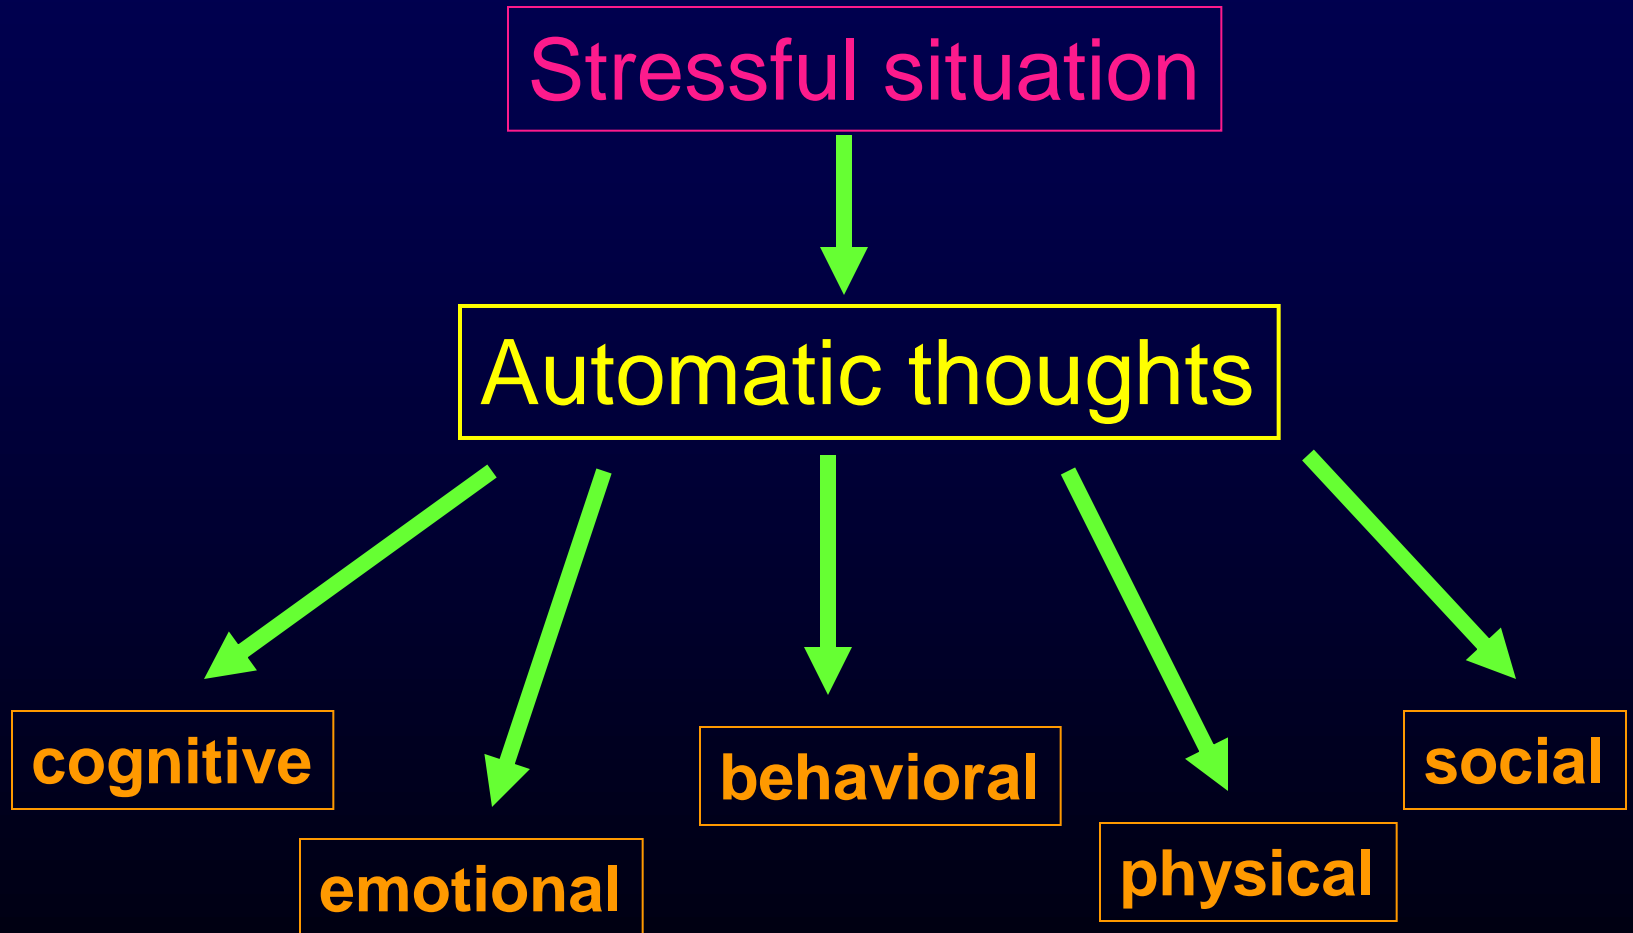 Stressful situation
Automatic thoughts
cognitive
emotional
behavioral
physical
social